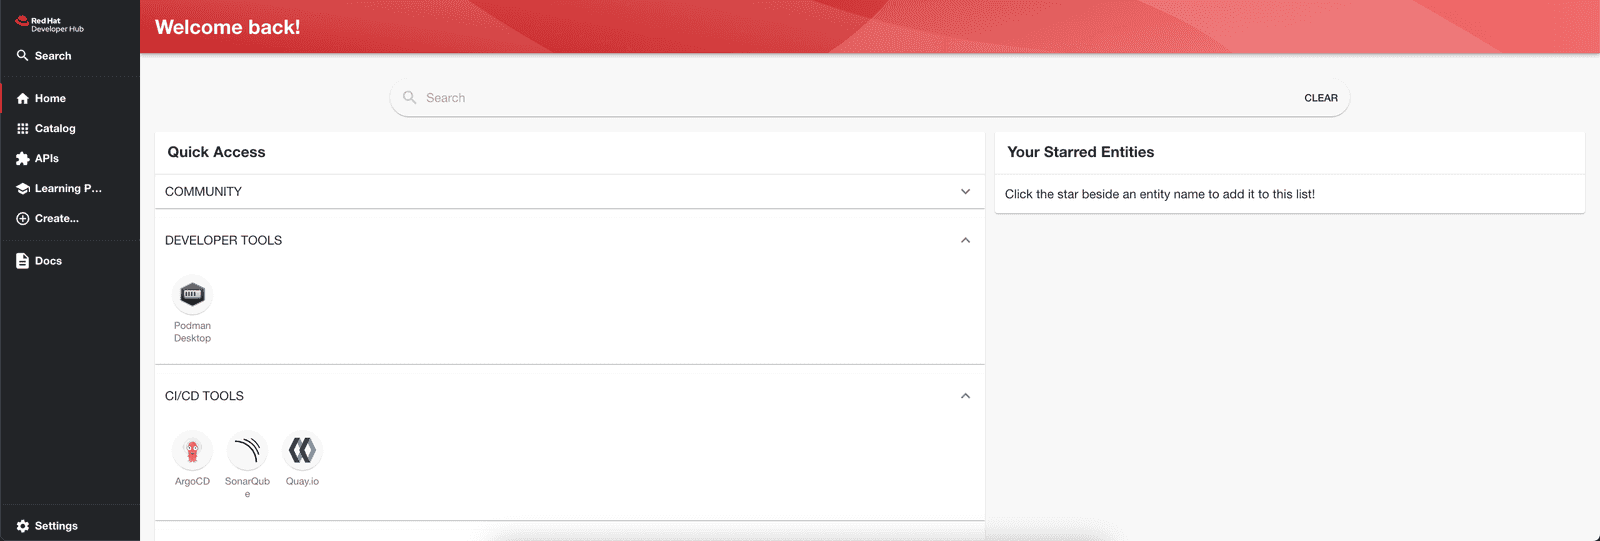 Red Hat
Developer Hub
Search
Home
Catalog
APIs
Learning P...
Create...
Docs
Settings
Welcome back!
Search
CLEAR
Quick Access
COMMUNITY
DEVELOPER TOOLS
Podman
Desktop
CI/CD TOOLS
ArgoCD
SonarQub
e
Quay.io
Your Starred Entities
Click the star beside an entity name to add it to this list!